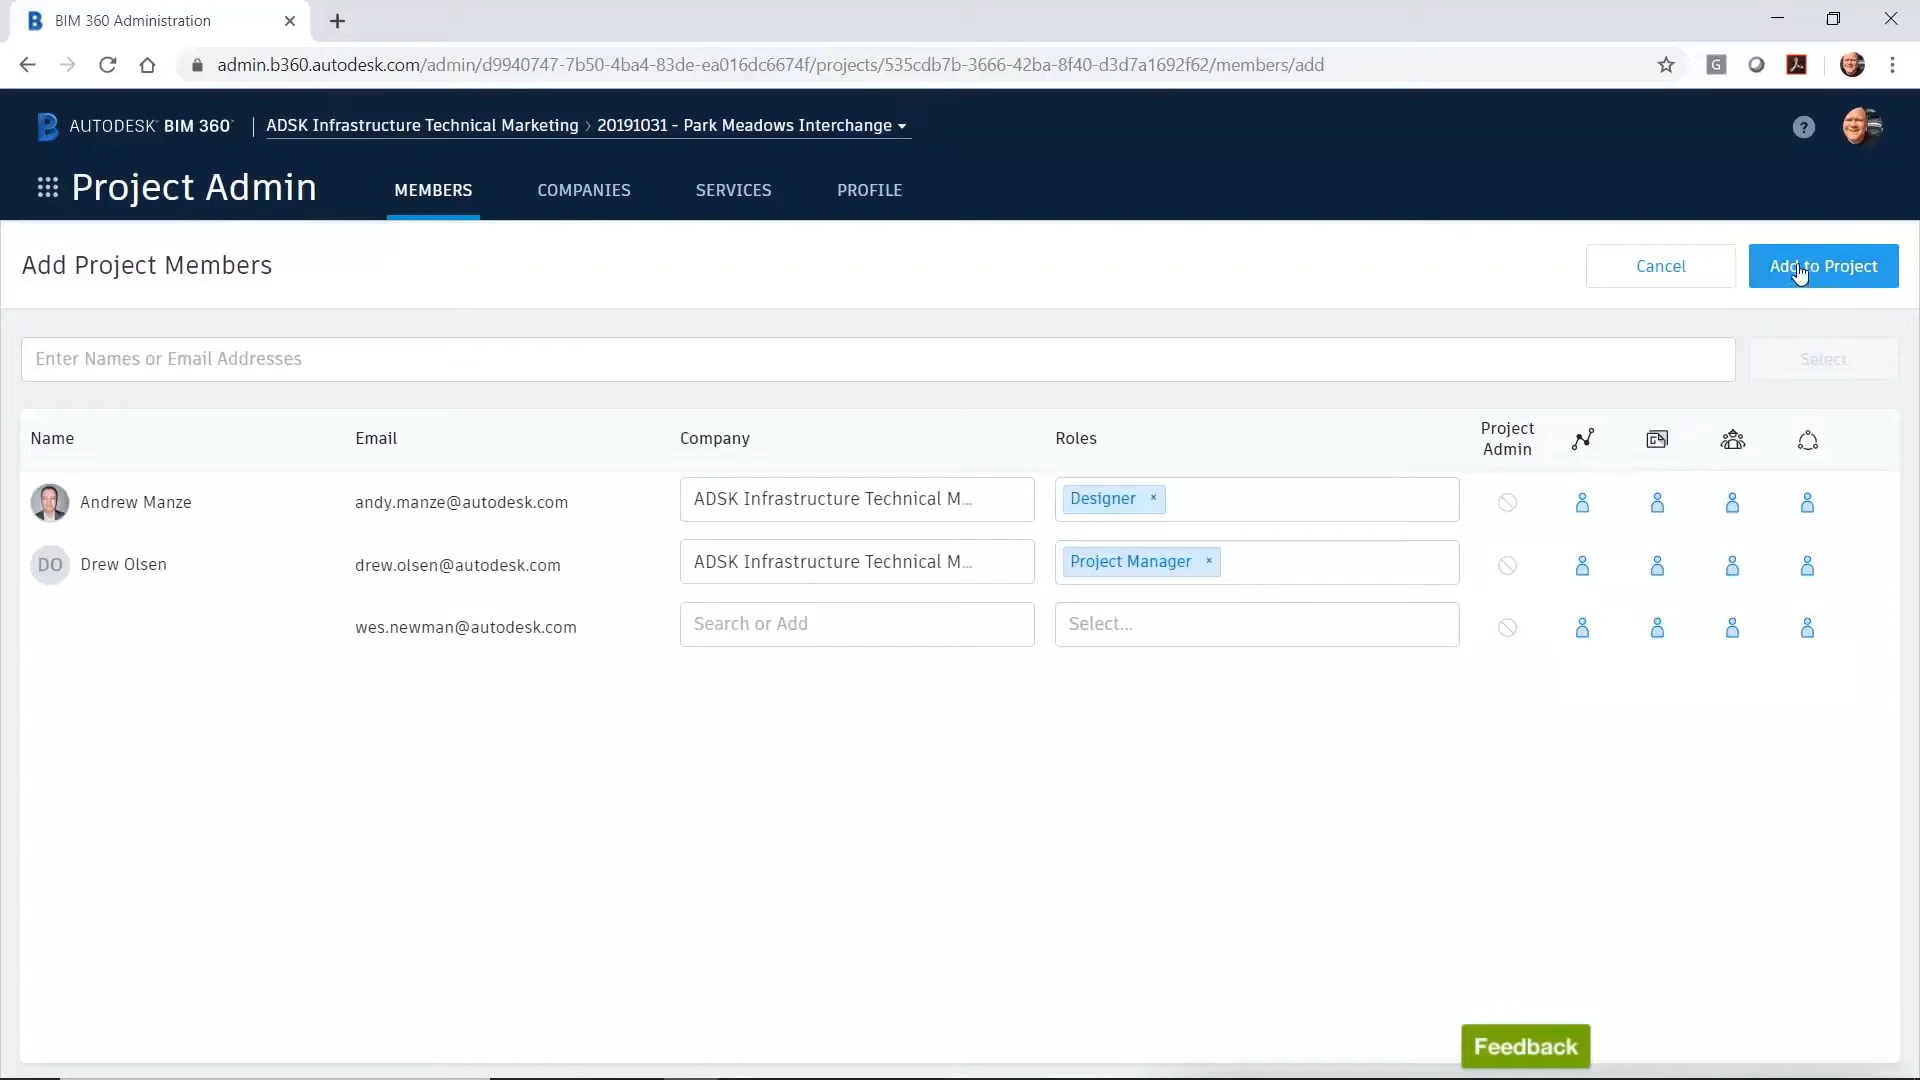 BIM 360 Administration
admin.b360.autodesk.com/admin/d9940747-7b50-4ba4-83de-ea016dc6674f/projects/535cdb7b-3666-42ba-8f40-d3d7a1692f62/members/add
G
AUTODESK BIM 360 ADSK Infrastructure Technical Marketing › 20191031 - Park Meadows Interchange
?
Project Admin MEMBERS COMPANIES SERVICES PROFILE
Add Project Members Cancel Add to Project
Enter Names or Email Addresses Select
Name Email Company Roles Project Admin
Andrew Manze andy.manze@autodesk.com ADSK Infrastructure Technical M... Designer ×
DO Drew Olsen drew.olsen@autodesk.com ADSK Infrastructure Technical M... Project Manager ×
wes.newman@autodesk.com Search or Add Select...
Feedback